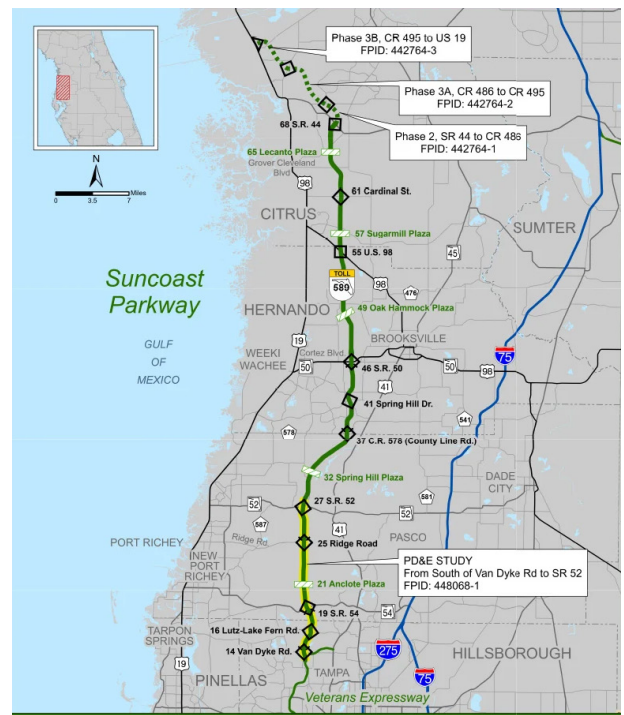 Phase 3B, CR 495 to US 19
FPID: 442764-3
Phase 3A, CR 486 to CR 495
FPID: 442764-2
Phase 2, SR 44 to CR 486
FPID: 442764-1
68 S.R. 44
65 Lecanto Plaza
Grover Cleveland
Blvd
N
Miles
0 3.5 7
98
61 Cardinal St.
CITRUS
57 Sugarmill Plaza
SUMTER
55 U.S. 98
45
Suncoast
Parkway
TOLL
589
98
476
49 Oak Hammock Plaza
HERNANDO
GULF
OF
MEXICO
19
BROOKSVILLE
75
WEEKI
WACHEE
Cortez Blvd.
50
46 S.R. 50
50
98
41
41 Spring Hill Dr.
541
578
37 C.R. 578 (County Line Rd.)
32 Spring Hill Plaza
DADE
CITY
52
27 S.R. 52
581
52
587
41
PASCO
PORT RICHEY
Ridge Rd.
25 Ridge Road
NEW
PORT
RICHEY
PD&E STUDY
From South of Van Dyke Rd to SR 52
FPID: 448068-1
21 Anclote Plaza
19 S.R. 54
54
TARPON
SPRINGS
16 Lutz-Lake Fern Rd.
14 Van Dyke Rd.
275
HILLSBOROUGH
19
PINELLAS
TAMPA
75
Veterans Expressway